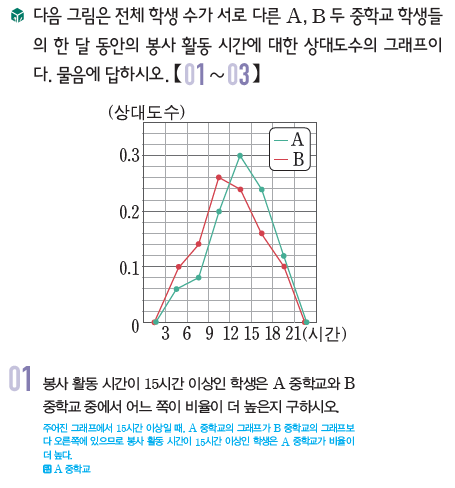 다음 그림은 전체 학생 수가 서로 다른 A, B 두 중학교 학생들
의 한 달 동안의 봉사 활동 시간에 대한 상대도수의 그래프이
다. 물음에 답하시오.【01~03】
(상대도수)
A
B
0.3
0.2
0.1
0
3 6 9 12 15 18 21(시간)
01 봉사 활동 시간이 15시간 이상인 학생은 A 중학교와 B
중학교 중에서 어느 쪽이 비율이 더 높은지 구하시오.
주어진 그래프에서 15시간 이상일 때, A 중학교의 그래프가 B 중학교의 그래프보
다 오른쪽에 있으므로 봉사 활동 시간이 15시간 이상인 학생은 A 중학교가 비율이
더 높다.
답 A 중학교